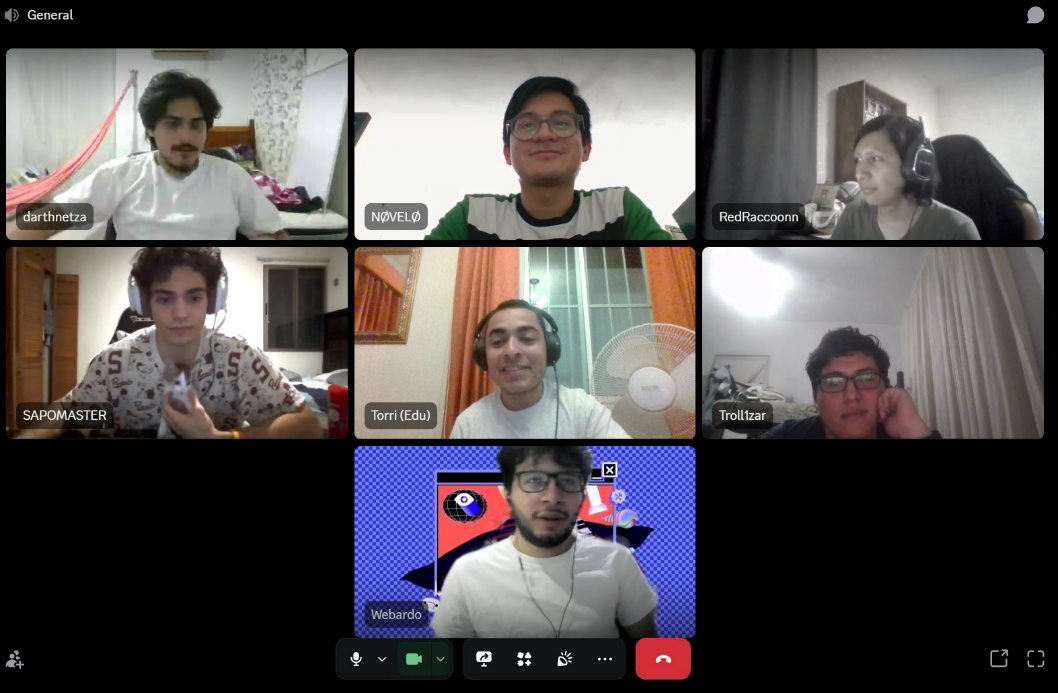 General
darthnetza
NØVELØ
RedRaccoonn
SAPOMASTER
Torri (Edu)
Troll1zar
Webardo